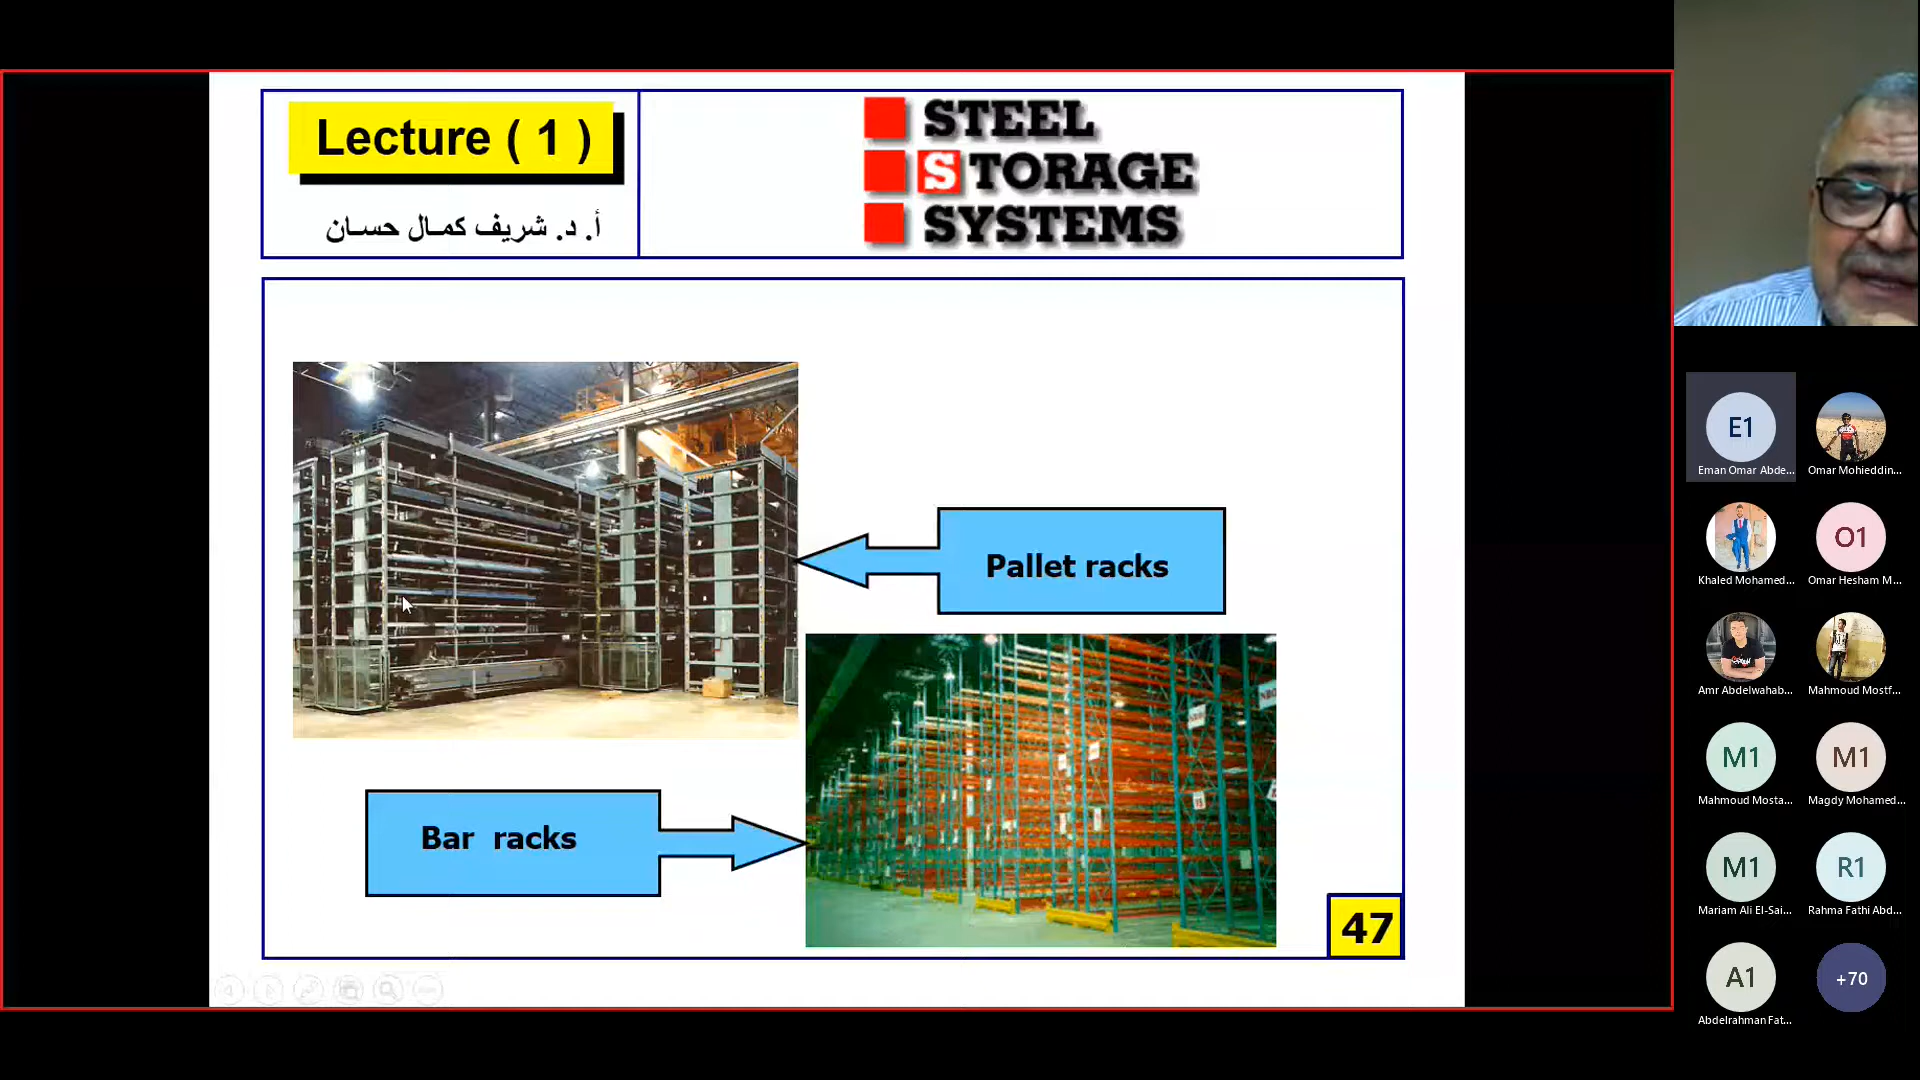 Lecture ( 1 )
أ. د. شريف كمال حسان
STEEL
STORAGE
SYSTEMS
Pallet racks
Bar racks
47
E1
Eman Omar Abde...
Omar Mohieddin...
Khaled Mohamed...
O1
Omar Hesham M...
Amr Abdelwahab...
Mahmoud Mostf...
M1
Mahmoud Mosta...
M1
Magdy Mohamed...
M1
Mariam Ali El-Sai...
R1
Rahma Fathi Abd...
A1
Abdelrahman Fat...
+70